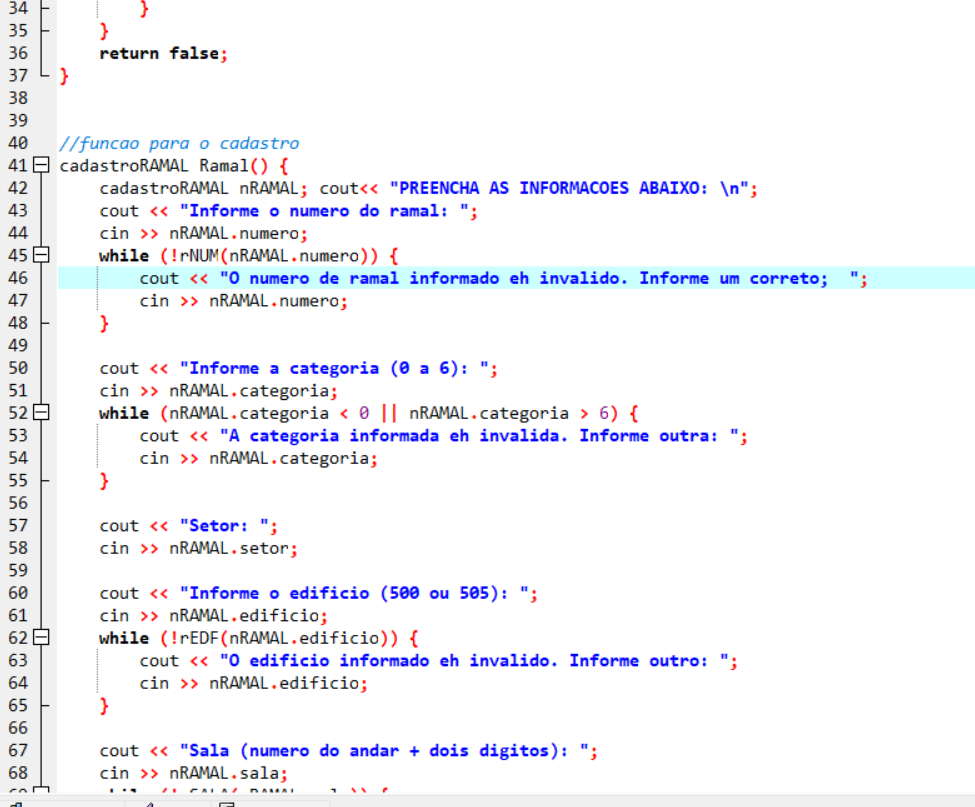 34 }
35 }
36 return false;
37 }
38
39
40 //funcao para o cadastro
41 cadastroRAMAL Ramal() {
42 cadastroRAMAL nRAMAL; cout<< "PREENCHA AS INFORMACOES ABAIXO: \n";
43 cout << "Informe o numero do ramal: ";
44 cin >> nRAMAL.numero;
45 while (!rNUM(nRAMAL.numero)) {
46 cout << "O numero de ramal informado eh invalido. Informe um correto;  ";
47 cin >> nRAMAL.numero;
48 }
49
50 cout << "Informe a categoria (0 a 6): ";
51 cin >> nRAMAL.categoria;
52 while (nRAMAL.categoria < 0 || nRAMAL.categoria > 6) {
53 cout << "A categoria informada eh invalida. Informe outra: ";
54 cin >> nRAMAL.categoria;
55 }
56
57 cout << "Setor: ";
58 cin >> nRAMAL.setor;
59
60 cout << "Informe o edificio (500 ou 505): ";
61 cin >> nRAMAL.edificio;
62 while (!rEDF(nRAMAL.edificio)) {
63 cout << "O edificio informado eh invalido. Informe outro: ";
64 cin >> nRAMAL.edificio;
65 }
66
67 cout << "Sala (numero do andar + dois digitos): ";
68 cin >> nRAMAL.sala;